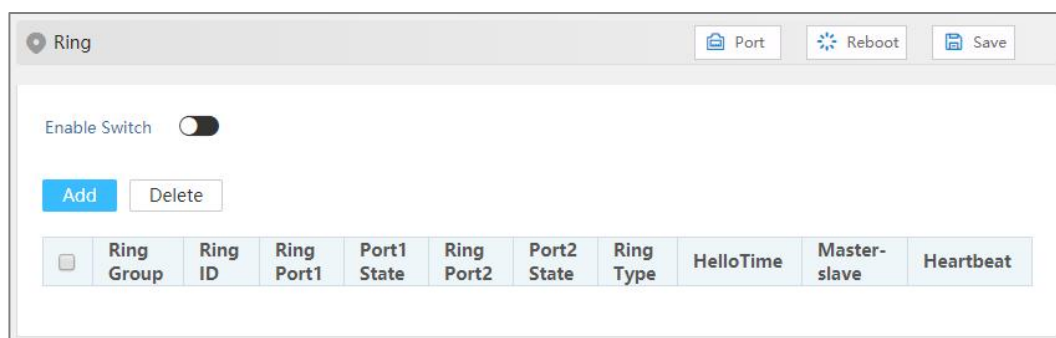 Ring Port Reboot Save
Enable Switch
Add Delete
Ring Group Ring ID Ring Port1 Port1 State Ring Port2 Port2 State Ring Type HelloTime Master-slave Heartbeat